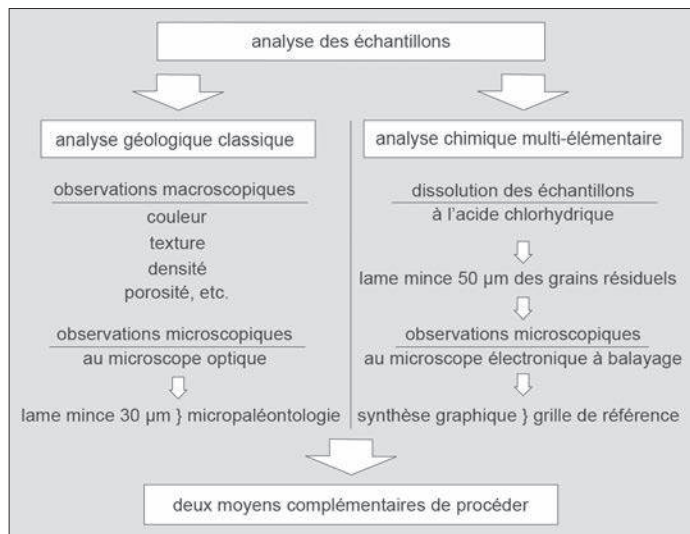 analyse des échantillons
analyse géologique classique
observations macroscopiques
couleur
texture
densité
porosité, etc.
observations microscopiques
au microscope optique
lame mince 30 µm } micropaléontologie
analyse chimique multi-élémentaire
dissolution des échantillons
à l'acide chlorhydrique
lame mince 50 µm des grains résiduels
observations microscopiques
au microscope électronique à balayage
synthèse graphique } grille de référence
deux moyens complémentaires de procéder